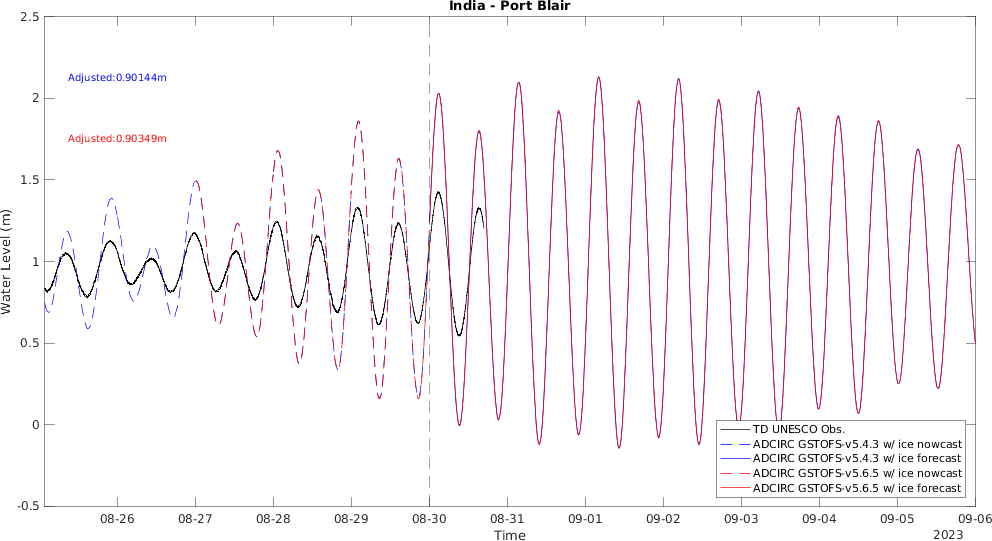 India - Port Blair
2.5
2
1.5
1
0.5
0
-0.5
Water Level (m)
Adjusted:0.90144m
Adjusted:0.90349m
TD UNESCO Obs.
ADCIRC GSTOFS-v5.4.3 w/ ice nowcast
ADCIRC GSTOFS-v5.4.3 w/ ice forecast
ADCIRC GSTOFS-v5.6.5 w/ ice nowcast
ADCIRC GSTOFS-v5.6.5 w/ ice forecast
08-26 08-27 08-28 08-29 08-30 08-31 09-01 09-02 09-03 09-04 09-05 09-06
Time
2023